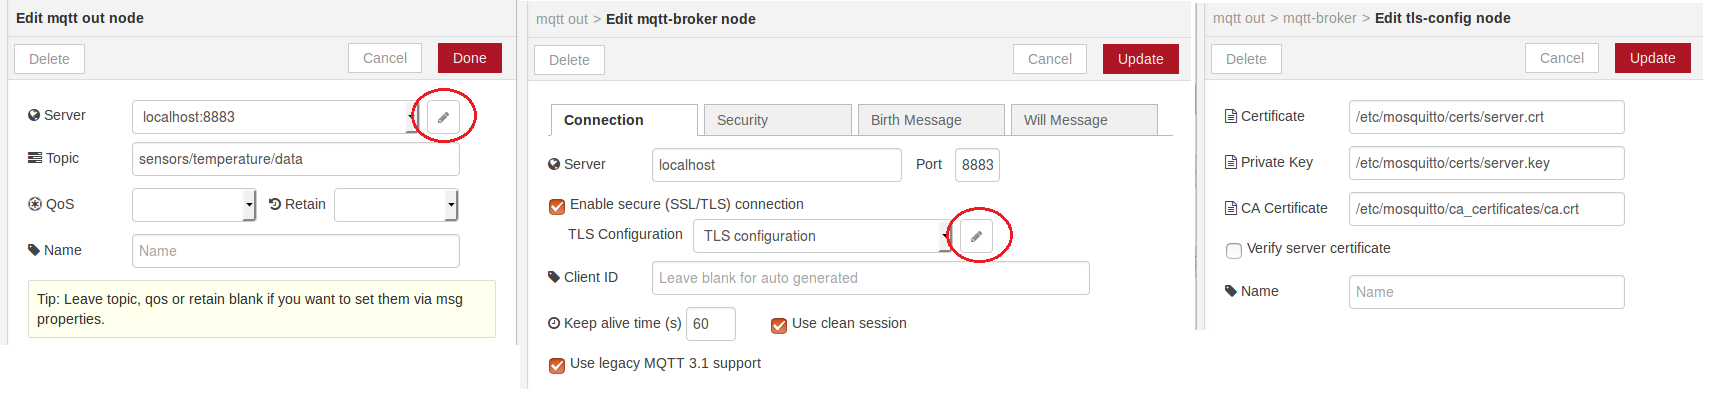 Edit mqtt out node
Delete
Cancel
Done
Server
localhost:8883
Topic
sensors/temperature/data
QoS
Retain
Name
Name
Tip: Leave topic, qos or retain blank if you want to set them via msg
properties.
mqtt out > Edit mqtt-broker node
Delete
Cancel
Update
Connection
Security
Birth Message
Will Message
Server
localhost
Port
8883
Enable secure (SSL/TLS) connection
TLS Configuration
TLS configuration
Client ID
Leave blank for auto generated
Keep alive time (s)
60
Use clean session
Use legacy MQTT 3.1 support
mqtt out > mqtt-broker > Edit tls-config node
Delete
Cancel
Update
Certificate
/etc/mosquitto/certs/server.crt
Private Key
/etc/mosquitto/certs/server.key
CA Certificate
/etc/mosquitto/ca_certificates/ca.crt
Verify server certificate
Name
Name